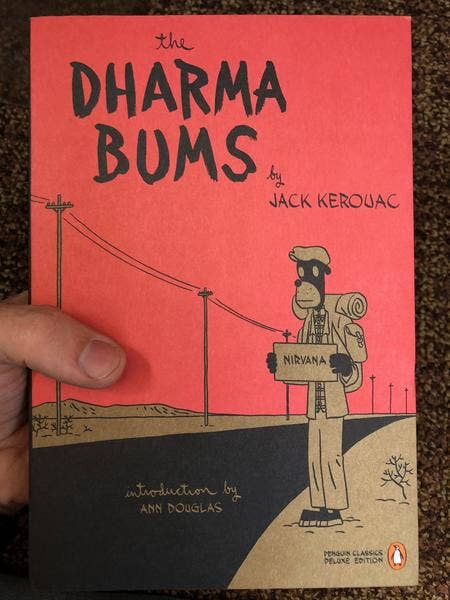 the
DHARMA
BUMS
by
JACK KEROUAC
NIRVANA
introduction by
ANN DOUGLAS
PENGUIN CLASSICS
DELUXE EDITION